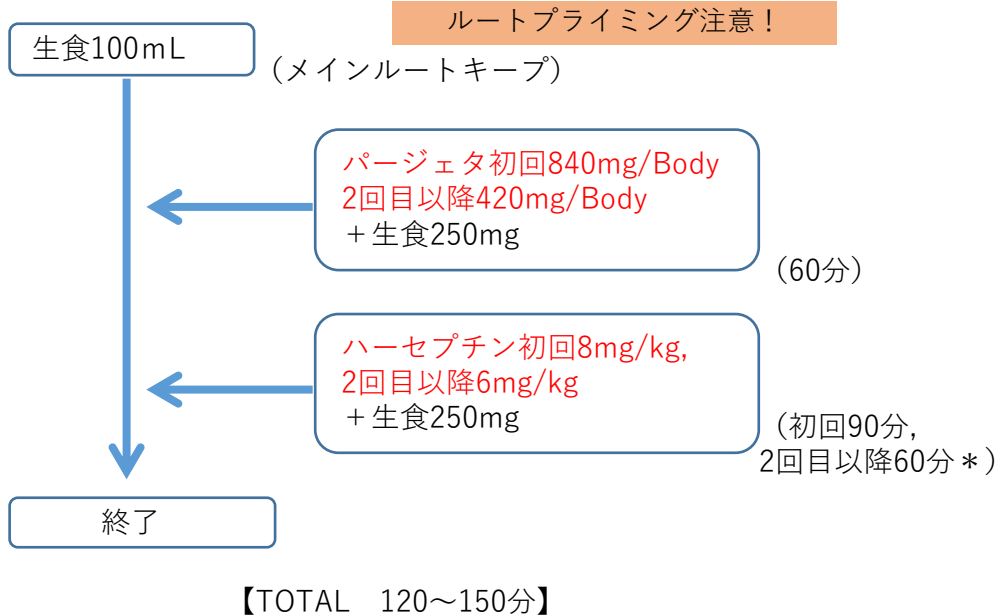 ルートプライミング注意！
生食100ｍL
（メインルートキープ）
パージェタ初回840mg/Body
2回目以降420mg/Body
＋生食250mg
（60分）
ハーセプチン初回8mg/kg,
2回目以降6mg/kg
＋生食250mg
（初回90分,
2回目以降60分＊）
終了
【TOTAL　120～150分】